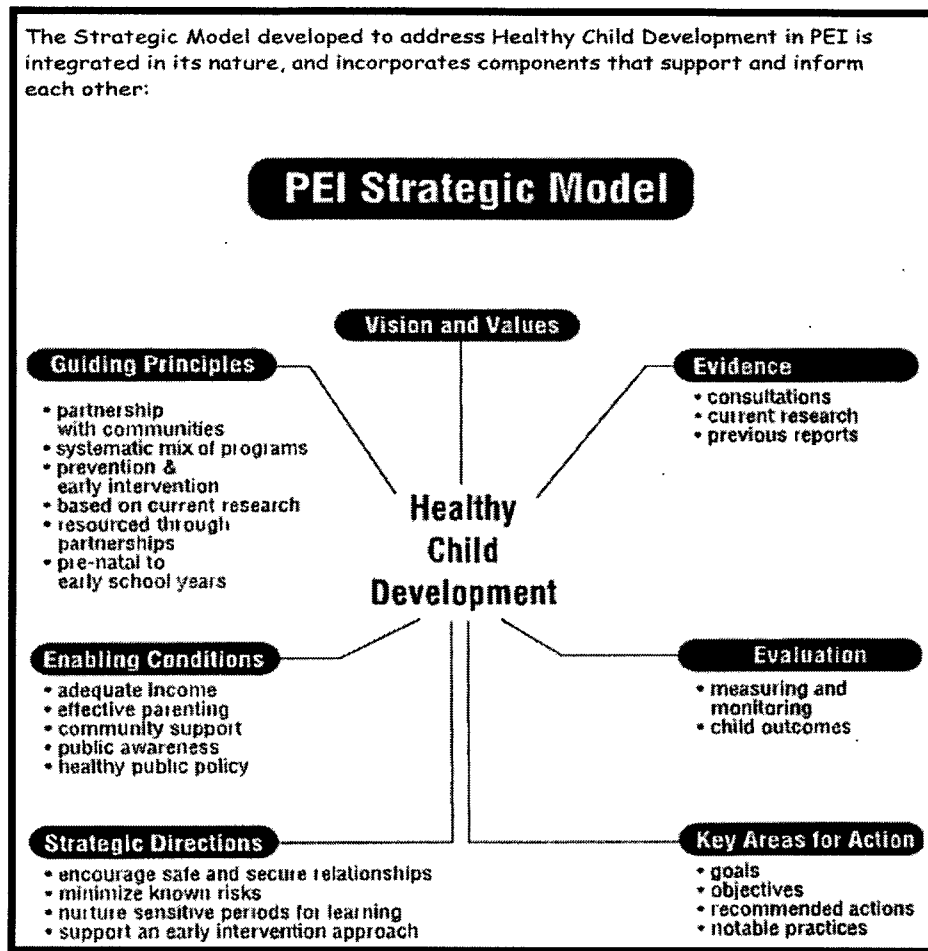 The Strategic Model developed to address Healthy Child Development in PEI is
integrated in its nature, and incorporates components that support and inform
each other:
PEI Strategic Model
Vision and Values
Guiding Principles
• partnership
with communities
• systematic mix of programs
• prevention &
early intervention
• based on current research
• resourced through
partnerships
• pre-natal to
early school years
Evidence
• consultations
• current research
• previous reports
Healthy
Child
Development
Enabling Conditions
• adequate income
• effective parenting
• community support
• public awareness
• healthy public policy
Evaluation
• measuring and
monitoring
• child outcomes
Strategic Directions
• encourage safe and secure relationships
• minimize known risks
• nurture sensitive periods for learning
• support an early intervention approach
Key Areas for Action
• goals
• objectives
• recommended actions
• notable practices